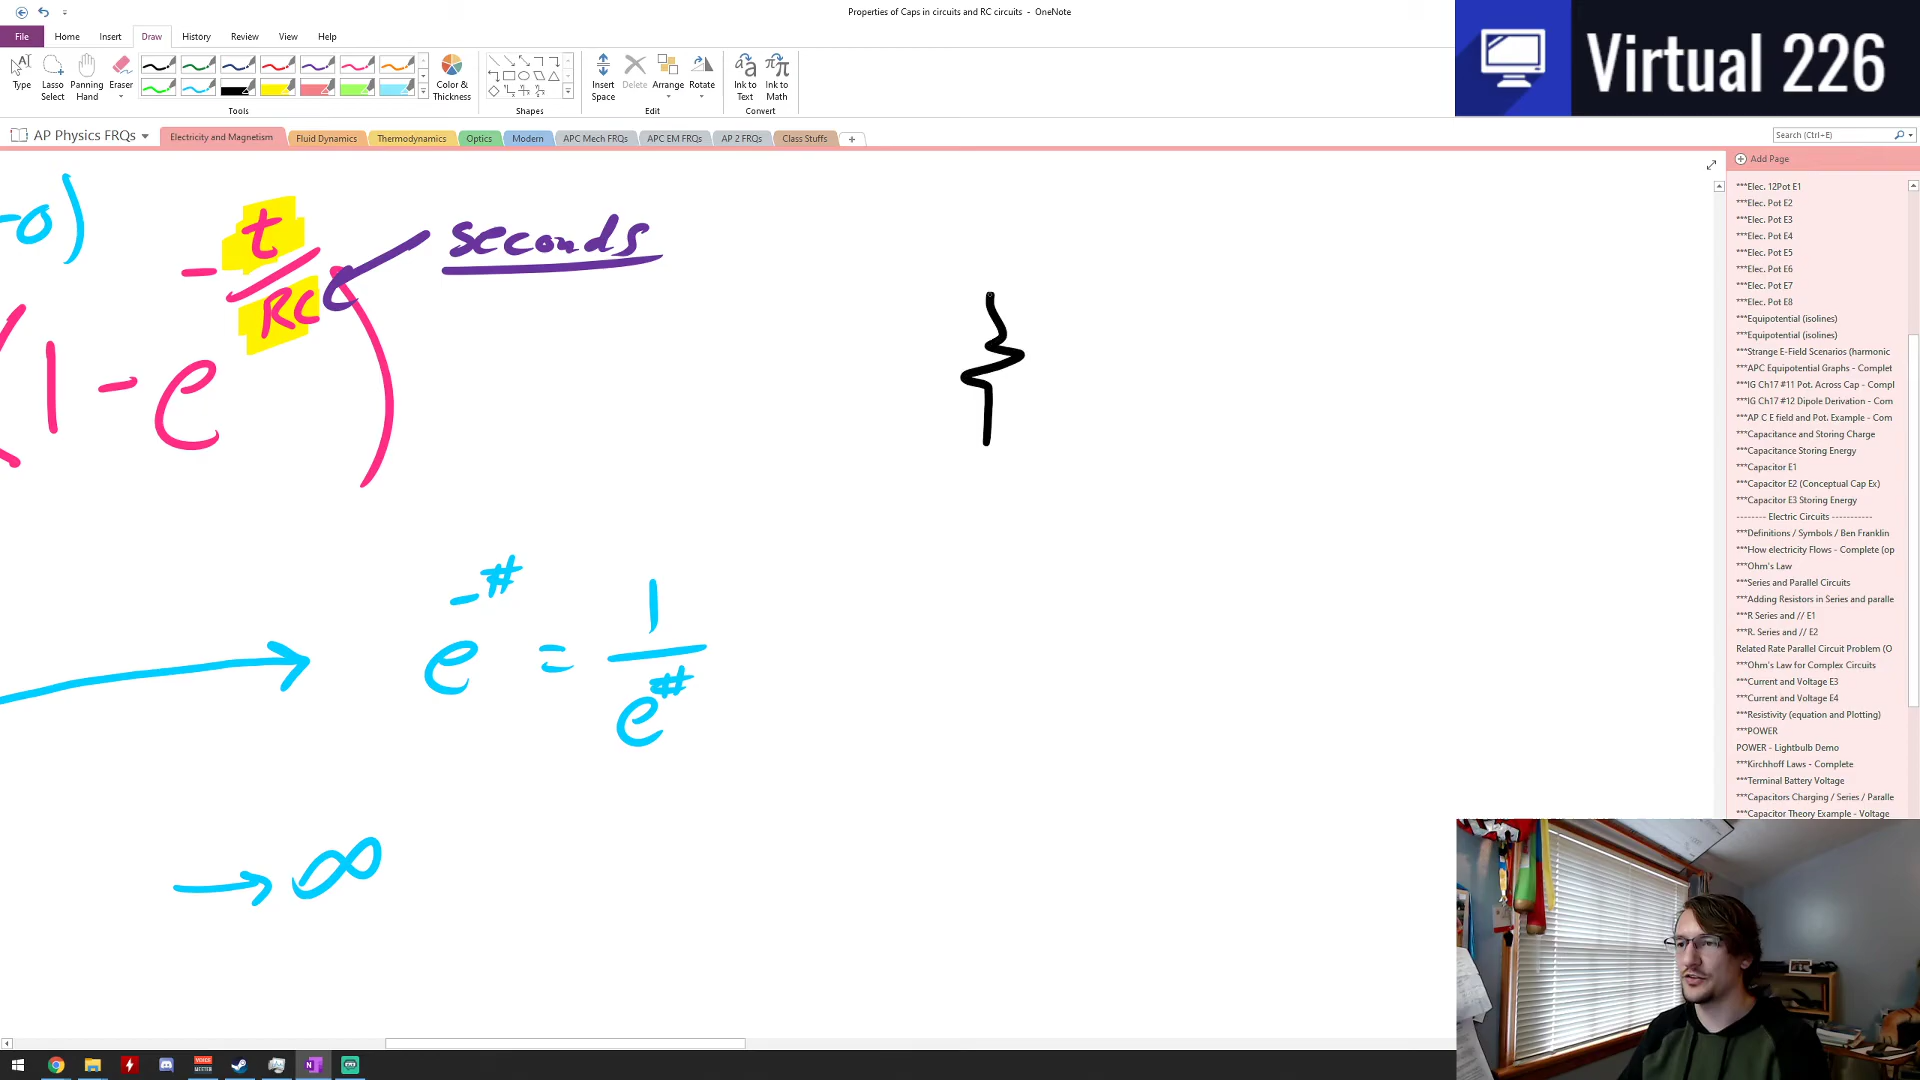 Properties of Caps in circuits and RC circuits - OneNote
File Home Insert Draw History Review View Help
Type
Lasso Select
Panning Hand
Eraser
Color & Thickness
Insert Space
Delete
Arrange
Rotate
Ink to Text
Ink to Math
Tools
Shapes
Edit
Convert
Virtual 226
AP Physics FRQs
Electricity and Magnetism
Fluid Dynamics
Thermodynamics
Optics
Modern
APC Mech FRQs
APC EM FRQs
AP 2 FRQs
Class Stuffs
Search (Ctrl+E)
Add Page
***Elec. 12Pot E1
***Elec. Pot E2
***Elec. Pot E3
***Elec. Pot E4
***Elec. Pot E5
***Elec. Pot E6
***Elec. Pot E7
***Elec. Pot E8
***Equipotential (isolines)
***Equipotential (isolines)
***Strange E-Field Scenarios (harmonic
***APC Equipotential Graphs - Complet
***IG Ch17 #11 Pot. Across Cap - Compl
***IG Ch17 #12 Dipole Derivation - Com
***AP C E field and Pot. Example - Com
***Capacitance and Storing Charge
***Capacitance Storing Energy
***Capacitor E1
***Capacitor E2 (Conceptual Cap Ex)
***Capacitor E3 Storing Energy
-------- Electric Circuits -----------
***Definitions / Symbols / Ben Franklin
***How electricity Flows - Complete (op
***Ohm's Law
***Series and Parallel Circuits
***Adding Resistors in Series and paralle
***R Series and // E1
***R. Series and // E2
Related Rate Parallel Circuit Problem (O
***Ohm's Law for Complex Circuits
***Current and Voltage E3
***Current and Voltage E4
***Resistivity (equation and Plotting)
***POWER
POWER - Lightbulb Demo
***Kirchhoff Laws - Complete
***Terminal Battery Voltage
***Capacitors Charging / Series / Paralle
***Capacitor Theory Example - Voltage
-0)
(1 - e - t/RC )
seconds
e -# = 1 / e #
→ ∞